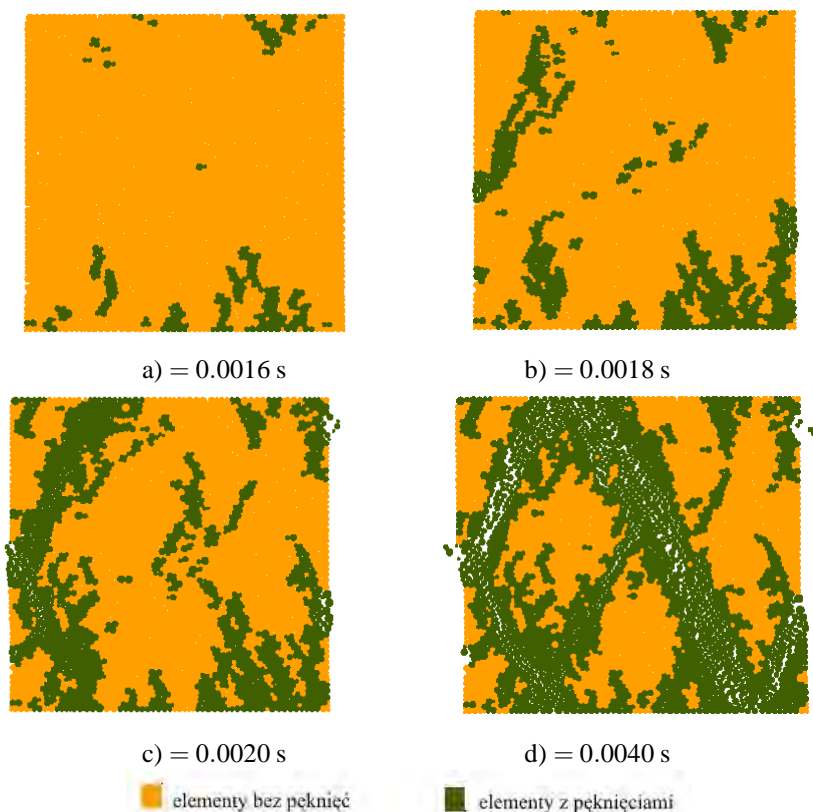 a) = 0.0016 s
b) = 0.0018 s
c) = 0.0020 s
d) = 0.0040 s
elementy bez pęknięć
elementy z pęknięciami